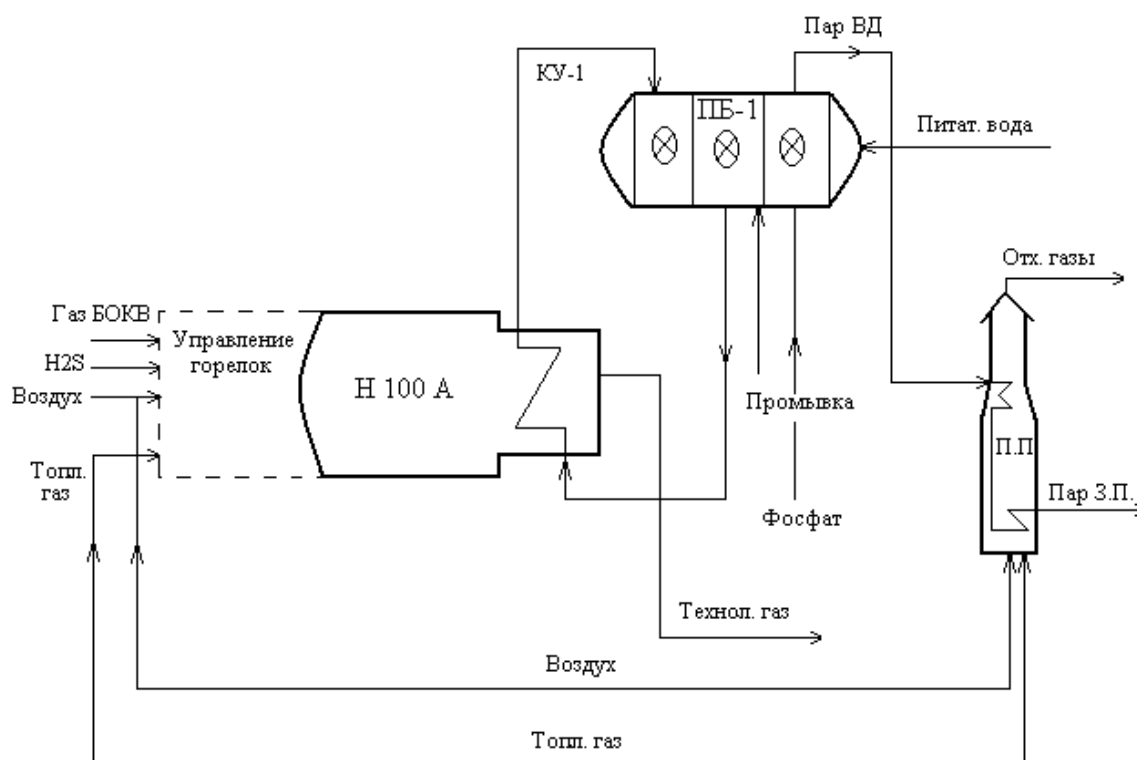 Пар ВД
КУ-1
ПБ-1
Питат. вода
Отх. газы
Газ БОКВ
Управление
горелок
H2S
Воздух
Н 100 А
Промывка
Топл.
газ
П.П
Пар З.П.
Фосфат
Технол. газ
Воздух
Топл. газ